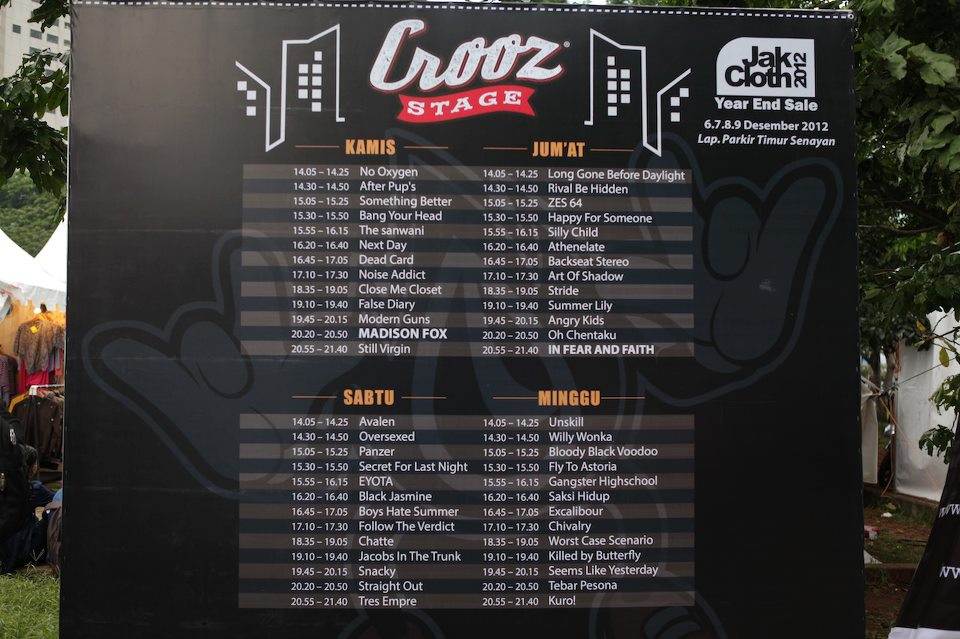 Crooz
STAGE
Jak
Cloth
2012
Year End Sale
6.7.8.9 Desember 2012
Lap. Parkir Timur Senayan
KAMIS
14.05 – 14.25 No Oxygen
14.30 – 14.50 After Pup's
15.05 – 15.25 Something Better
15.30 – 15.50 Bang Your Head
15.55 – 16.15 The sanwani
16.20 – 16.40 Next Day
16.45 – 17.05 Dead Card
17.10 – 17.30 Noise Addict
18.35 – 19.05 Close Me Closet
19.10 – 19.40 False Diary
19.45 – 20.15 Modern Guns
20.20 – 20.50 MADISON FOX
20.55 – 21.40 Still Virgin
JUM'AT
14.05 – 14.25 Long Gone Before Daylight
14.30 – 14.50 Rival Be Hidden
15.05 – 15.25 ZES 64
15.30 – 15.50 Happy For Someone
15.55 – 16.15 Silly Child
16.20 – 16.40 Athenelate
16.45 – 17.05 Backseat Stereo
17.10 – 17.30 Art Of Shadow
18.35 – 19.05 Stride
19.10 – 19.40 Summer Lily
19.45 – 20.15 Angry Kids
20.20 – 20.50 Oh Chentaku
20.55 – 21.40 IN FEAR AND FAITH
SABTU
14.05 – 14.25 Avalen
14.30 – 14.50 Oversexed
15.05 – 15.25 Panzer
15.30 – 15.50 Secret For Last Night
15.55 – 16.15 EYOTA
16.20 – 16.40 Black Jasmine
16.45 – 17.05 Boys Hate Summer
17.10 – 17.30 Follow The Verdict
18.35 – 19.05 Chatte
19.10 – 19.40 Jacobs In The Trunk
19.45 – 20.15 Snacky
20.20 – 20.50 Straight Out
20.55 – 21.40 Tres Empre
MINGGU
14.05 – 14.25 Unskill
14.30 – 14.50 Willy Wonka
15.05 – 15.25 Bloody Black Voodoo
15.30 – 15.50 Fly To Astoria
15.55 – 16.15 Gangster Highschool
16.20 – 16.40 Saksi Hidup
16.45 – 17.05 Excalibour
17.10 – 17.30 Chivalry
18.35 – 19.05 Worst Case Scenario
19.10 – 19.40 Killed by Butterfly
19.45 – 20.15 Seems Like Yesterday
20.20 – 20.50 Tebar Pesona
20.55 – 21.40 Kuro!